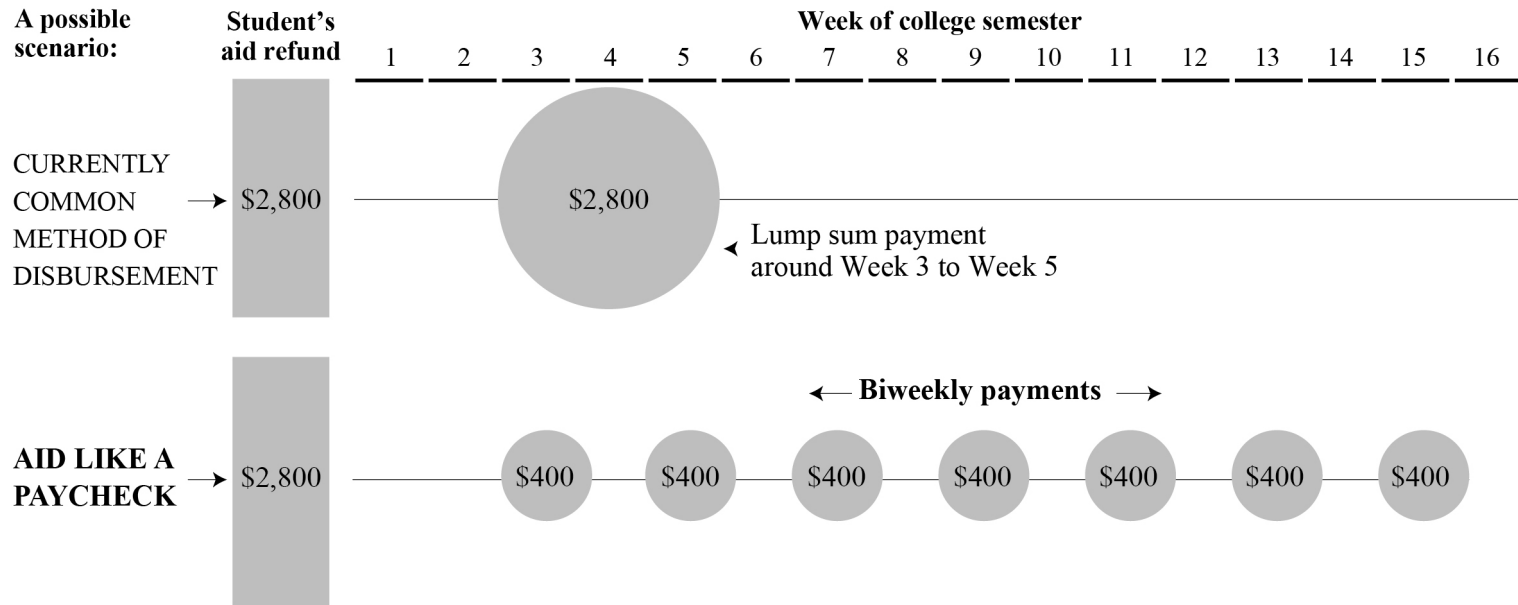 A possible
scenario:
Student's
aid refund
Week of college semester
1 2 3 4 5 6 7 8 9 10 11 12 13 14 15 16
CURRENTLY
COMMON
METHOD OF
DISBURSEMENT
$2,800
$2,800
Lump sum payment
around Week 3 to Week 5
Biweekly payments
AID LIKE A
PAYCHECK
$2,800
$400 $400 $400 $400 $400 $400 $400